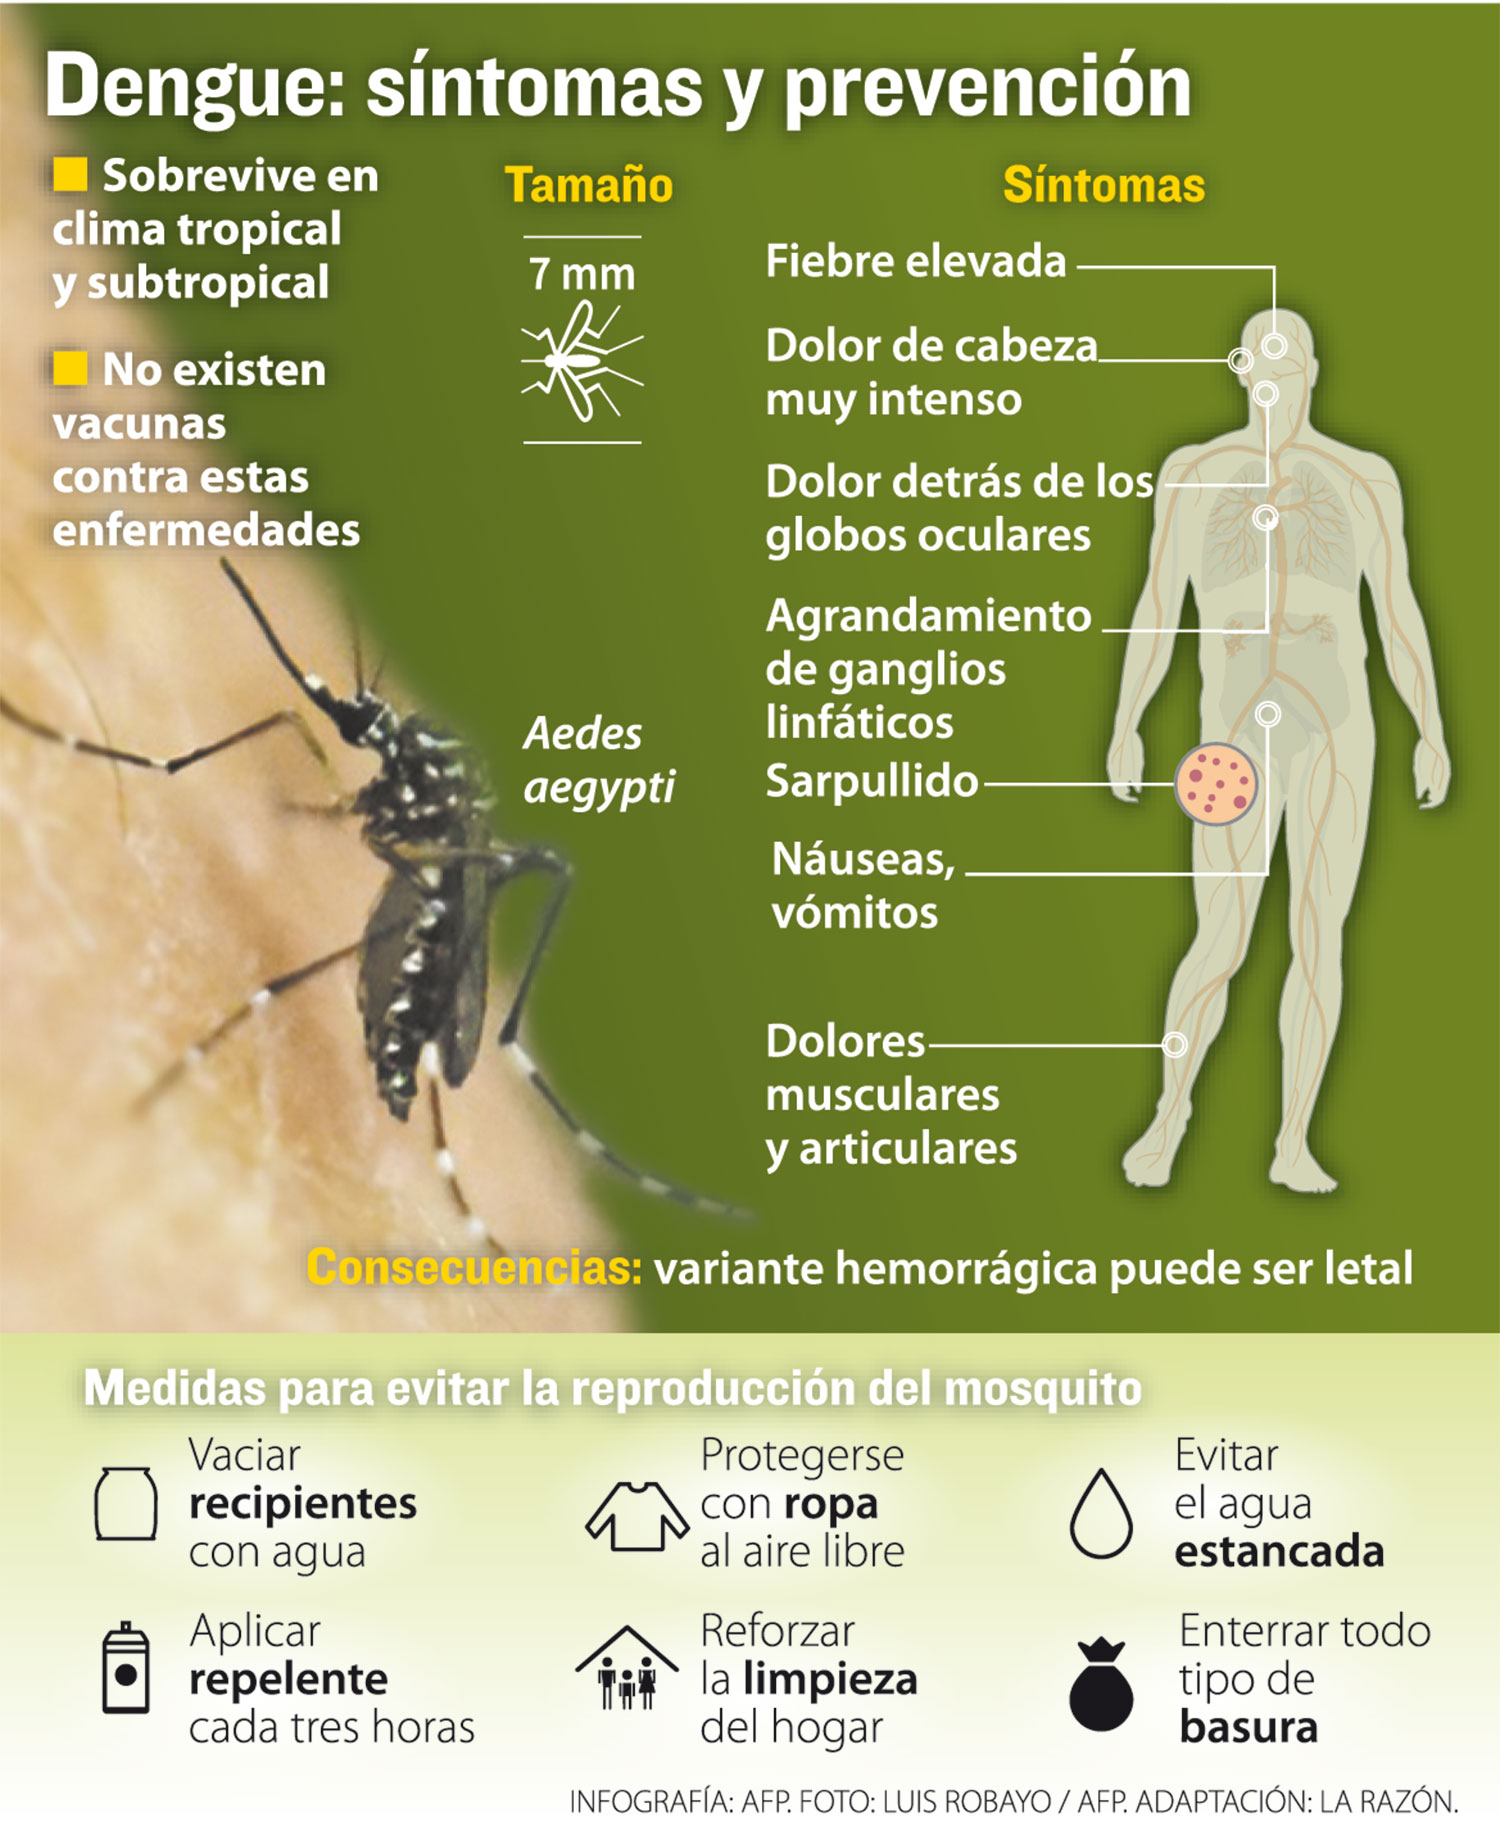 Dengue: síntomas y prevención
Sobrevive en
clima tropical
y subtropical
No existen
vacunas
contra estas
enfermedades
Tamaño
7 mm
Aedes
aegypti
Síntomas
Fiebre elevada
Dolor de cabeza
muy intenso
Dolor detrás de los
globos oculares
Agrandamiento
de ganglios
linfáticos
Sarpullido
Náuseas,
vómitos
Dolores
musculares
y articulares
Consecuencias: variante hemorrágica puede ser letal
Medidas para evitar la reproducción del mosquito
Vaciar
recipientes
con agua
Protegerse
con ropa
al aire libre
Evitar
el agua
estancada
Aplicar
repelente
cada tres horas
Reforzar
la limpieza
del hogar
Enterrar todo
tipo de
basura
INFOGRAFÍA: AFP. FOTO: LUIS ROBAYO / AFP. ADAPTACIÓN: LA RAZÓN.